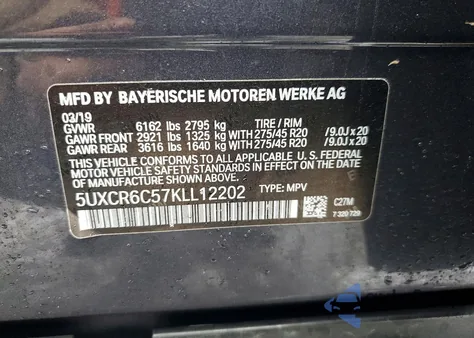 MFD BY BAYERISCHE MOTOREN WERKE AG
03/19
GVWR 6162 lbs 2795 kg TIRE / RIM
GAWR FRONT 2921 lbs 1325 kg WITH 275/45 R20 /9.0J x 20
GAWR REAR 3616 lbs 1640 kg WITH 275/45 R20 /9.0J x 20
THIS VEHICLE CONFORMS TO ALL APPLICABLE U. S. FEDERAL
MOTOR VEHICLE SAFETY STANDARDS IN EFFECT ON THE DATE
OF MANUFACTURE SHOWN ABOVE.
5UXCR6C57KLL12202 TYPE: MPV
C27M
7 320 729